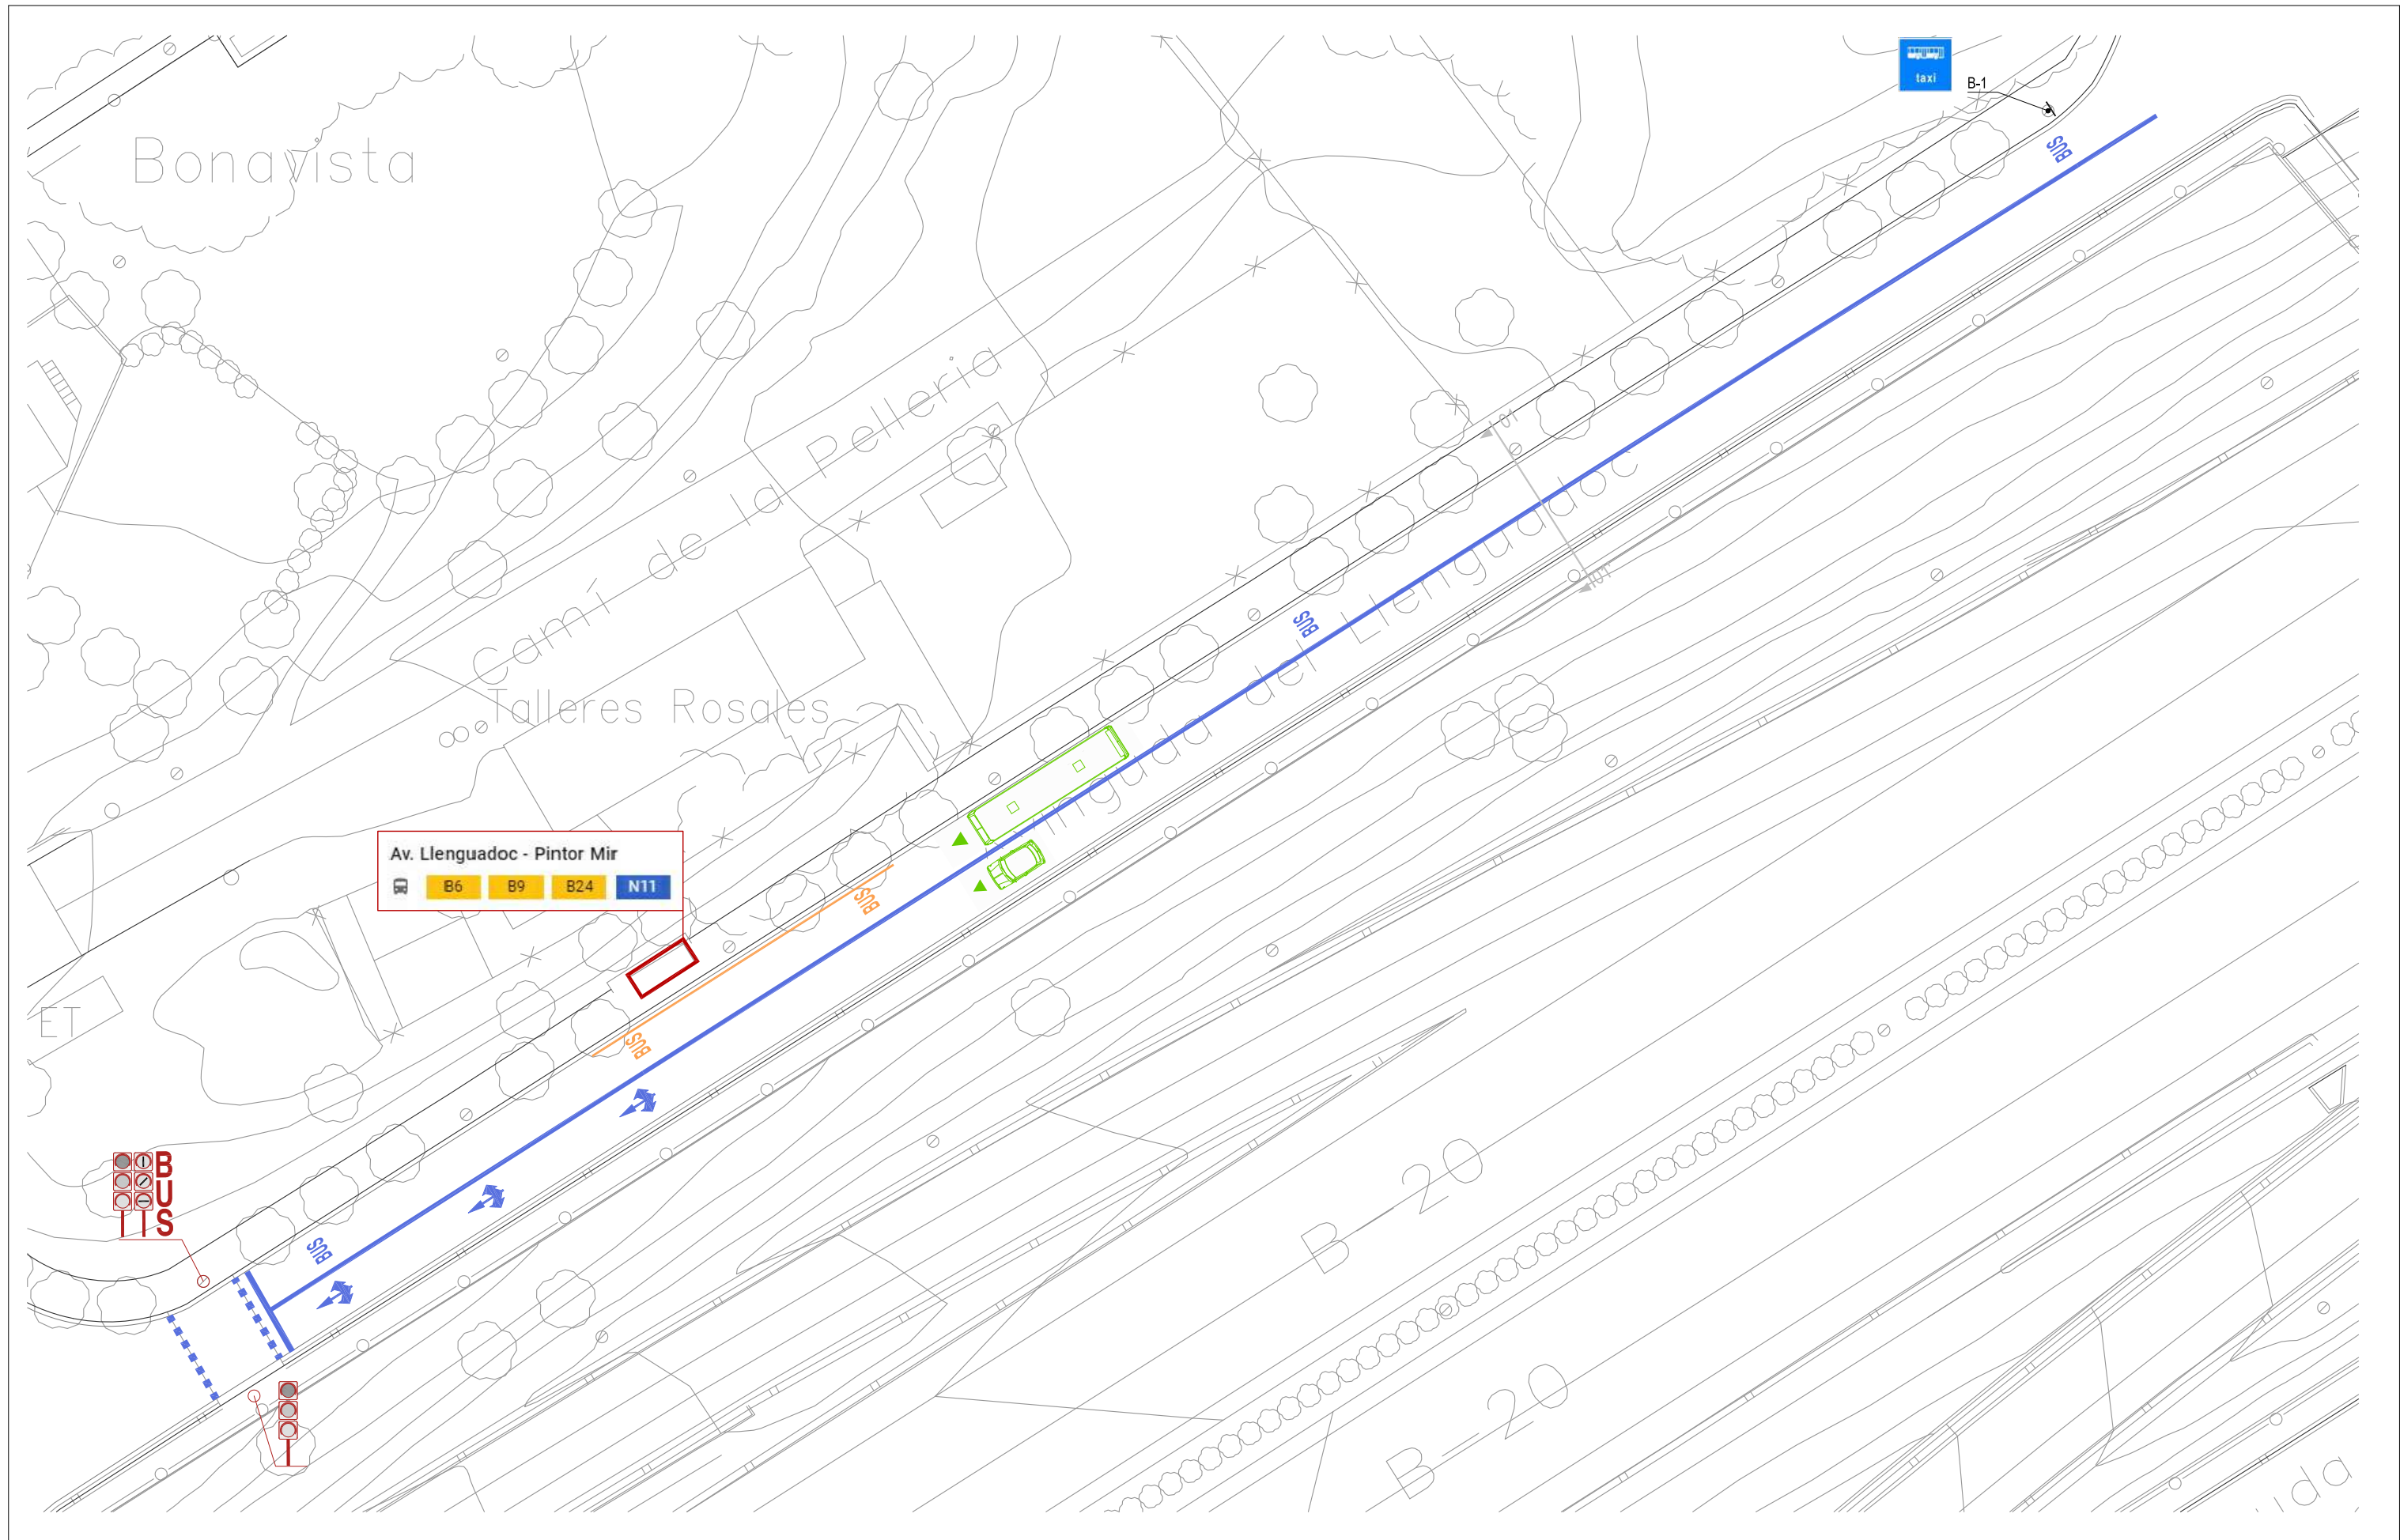 taxi
B-1
BUS
Bonavista
Camí de la Pelleria
BUS
Talleres Rosales
Avinguda del Llenguadoc
Av. Llenguadoc - Pintor Mir
B6 B9 B24 N11
BUS
ET
BUS
B-20
BUS
BUS
B-20